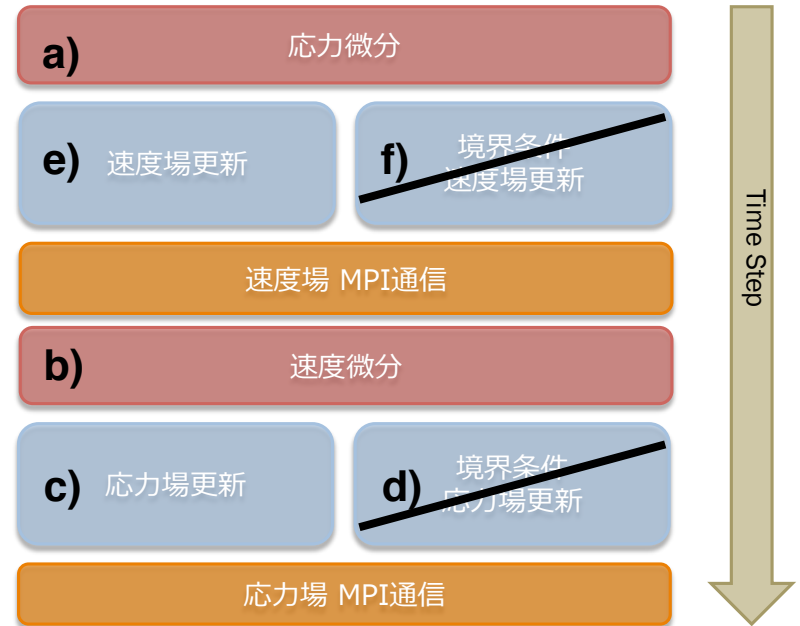 a) 応力微分
e) 速度場更新
f) 境界条件
速度場更新
速度場 MPI通信
b) 速度微分
c) 応力場更新
d) 境界条件
応力場更新
応力場 MPI通信
Time Step